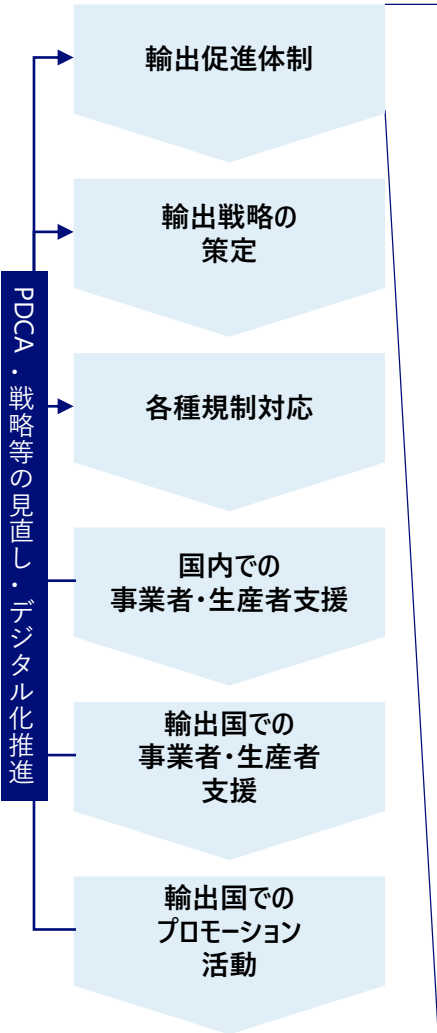 輸出促進体制
輸出戦略の
策定
各種規制対応
国内での
事業者・生産者支援
輸出国での
事業者・生産者
支援
輸出国での
プロモーション
活動
PDCA・戦略等の見直し・デジタル化推進